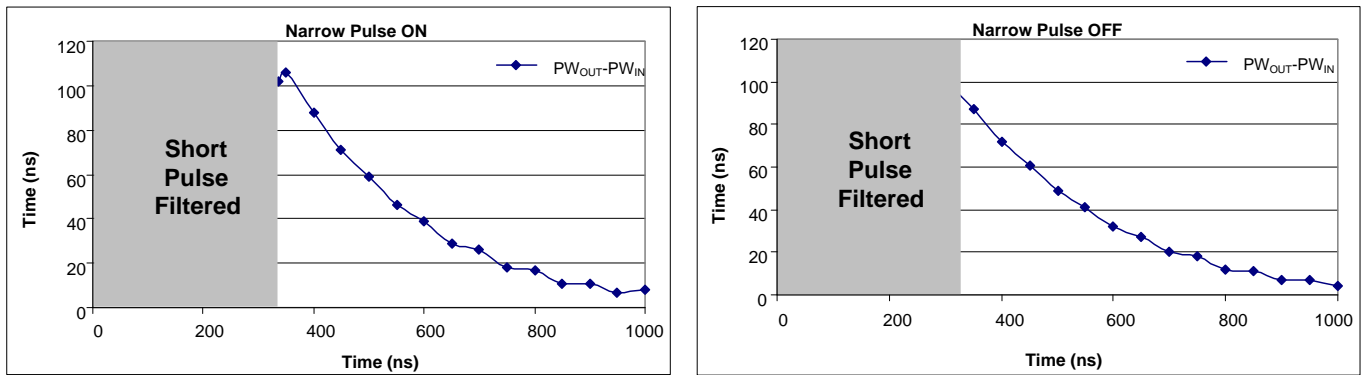 Narrow Pulse ON
120
100
80
60
40
20
0
Time (ns)
Short
Pulse
Filtered
PWOUT-PWIN
0 200 400 600 800 1000
Time (ns)
Narrow Pulse OFF
120
100
80
60
40
20
0
Time (ns)
Short
Pulse
Filtered
PWOUT-PWIN
0 200 400 600 800 1000
Time (ns)